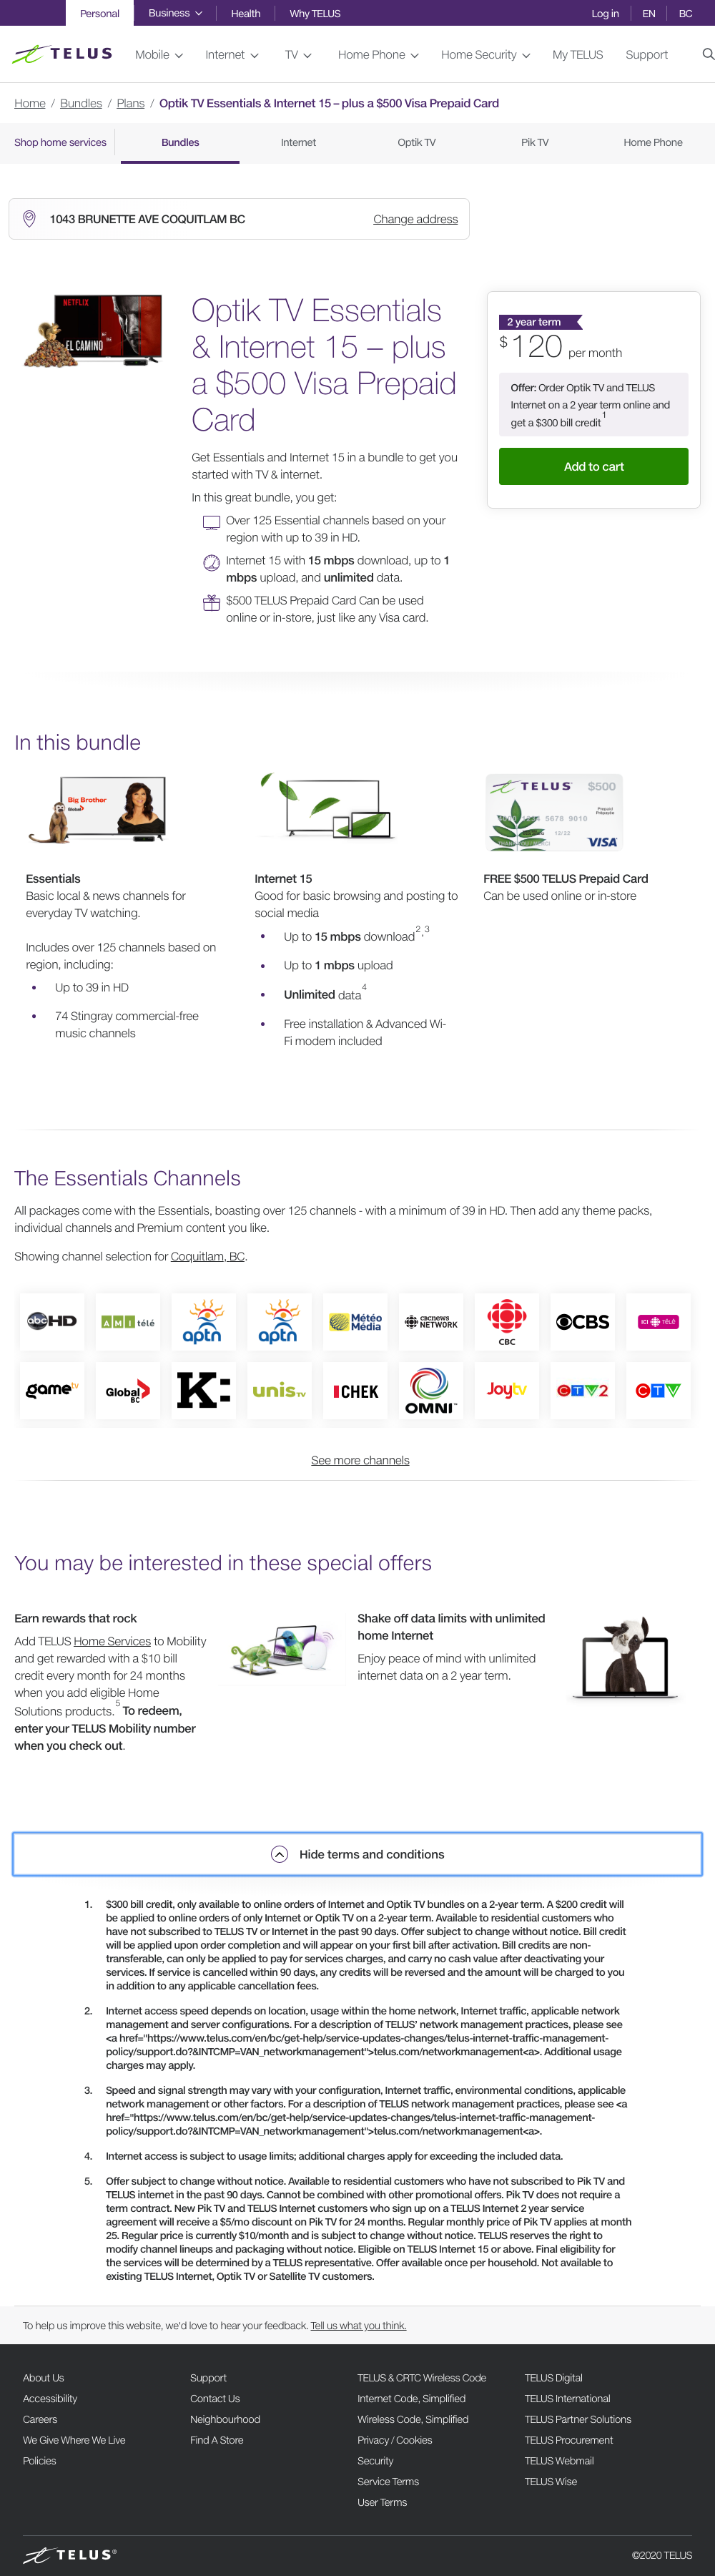 Personal
Business
Health
Why TELUS
Log in
EN
BC
TELUS
Mobile
Internet
TV
Home Phone
Home Security
My TELUS
Support
Home / Bundles / Plans / Optik TV Essentials & Internet 15 – plus a $500 Visa Prepaid Card
Shop home services
Bundles
Internet
Optik TV
Pik TV
Home Phone
1043 BRUNETTE AVE COQUITLAM BC
Change address
NETFLIX
EL CAMINO
Optik TV Essentials
& Internet 15 – plus
a $500 Visa Prepaid
Card
Get Essentials and Internet 15 in a bundle to get you
started with TV & internet.
In this great bundle, you get:
Over 125 Essential channels based on your
region with up to 39 in HD.
Internet 15 with 15 mbps download, up to 1
mbps upload, and unlimited data.
$500 TELUS Prepaid Card Can be used
online or in-store, just like any Visa card.
2 year term
$120 per month
Offer: Order Optik TV and TELUS
Internet on a 2 year term online and
get a $300 bill credit 1
Add to cart
In this bundle
Big Brother
Global
Essentials
Basic local & news channels for
everyday TV watching.
Includes over 125 channels based on
region, including:
• Up to 39 in HD
• 74 Stingray commercial-free
music channels
Internet 15
Good for basic browsing and posting to
social media
• Up to 15 mbps download 2,3
• Up to 1 mbps upload
• Unlimited data 4
• Free installation & Advanced Wi-
Fi modem included
TELUS $500
Prepaid
Prépayée
5678 9010
12/22
VISA
FREE $500 TELUS Prepaid Card
Can be used online or in-store
The Essentials Channels
All packages come with the Essentials, boasting over 125 channels - with a minimum of 39 in HD. Then add any theme packs,
individual channels and Premium content you like.
Showing channel selection for Coquitlam, BC.
abc HD
AMI télé
aptn
aptn
Météo Média
cbc news NETWORK
CBC
CBS
ICI TÉLÉ
gametv
Global BC
K:
unis TV
CHEK
OMNI
Joytv
CTV2
CTV
See more channels
You may be interested in these special offers
Earn rewards that rock
Add TELUS Home Services to Mobility
and get rewarded with a $10 bill
credit every month for 24 months
when you add eligible Home
Solutions products. 5 To redeem,
enter your TELUS Mobility number
when you check out.
Shake off data limits with unlimited
home Internet
Enjoy peace of mind with unlimited
internet data on a 2 year term.
Hide terms and conditions
1. $300 bill credit, only available to online orders of Internet and Optik TV bundles on a 2-year term. A $200 credit will
be applied to online orders of only Internet or Optik TV on a 2-year term. Available to residential customers who
have not subscribed to TELUS TV or Internet in the past 90 days. Offer subject to change without notice. Bill credit
will be applied upon order completion and will appear on your first bill after activation. Bill credits are non-
transferable, can only be applied to pay for services charges, and carry no cash value after deactivating your
services. If service is cancelled within 90 days, any credits will be reversed and the amount will be charged to you
in addition to any applicable cancellation fees.
2. Internet access speed depends on location, usage within the home network, Internet traffic, applicable network
management and server configurations. For a description of TELUS' network management practices, please see
<a href="https://www.telus.com/en/bc/get-help/service-updates-changes/telus-internet-traffic-management-
policy/support.do?&INTCMP=VAN_networkmanagement">telus.com/networkmanagement<a>. Additional usage
charges may apply.
3. Speed and signal strength may vary with your configuration, Internet traffic, environmental conditions, applicable
network management or other factors. For a description of TELUS network management practices, please see <a
href="https://www.telus.com/en/bc/get-help/service-updates-changes/telus-internet-traffic-management-
policy/support.do?&INTCMP=VAN_networkmanagement">telus.com/networkmanagement<a>.
4. Internet access is subject to usage limits; additional charges apply for exceeding the included data.
5. Offer subject to change without notice. Available to residential customers who have not subscribed to Pik TV and
TELUS internet in the past 90 days. Cannot be combined with other promotional offers. Pik TV does not require a
term contract. New Pik TV and TELUS Internet customers who sign up on a TELUS Internet 2 year service
agreement will receive a $5/mo discount on Pik TV for 24 months. Regular monthly price of Pik TV applies at month
25. Regular price is currently $10/month and is subject to change without notice. TELUS reserves the right to
modify channel lineups and packaging without notice. Eligible on TELUS Internet 15 or above. Final eligibility for
the services will be determined by a TELUS representative. Offer available once per household. Not available to
existing TELUS Internet, Optik TV or Satellite TV customers.
To help us improve this website, we'd love to hear your feedback. Tell us what you think.
About Us
Accessibility
Careers
We Give Where We Live
Policies
Support
Contact Us
Neighbourhood
Find A Store
TELUS & CRTC Wireless Code
Internet Code, Simplified
Wireless Code, Simplified
Privacy / Cookies
Security
Service Terms
User Terms
TELUS Digital
TELUS International
TELUS Partner Solutions
TELUS Procurement
TELUS Webmail
TELUS Wise
TELUS®
©2020 TELUS